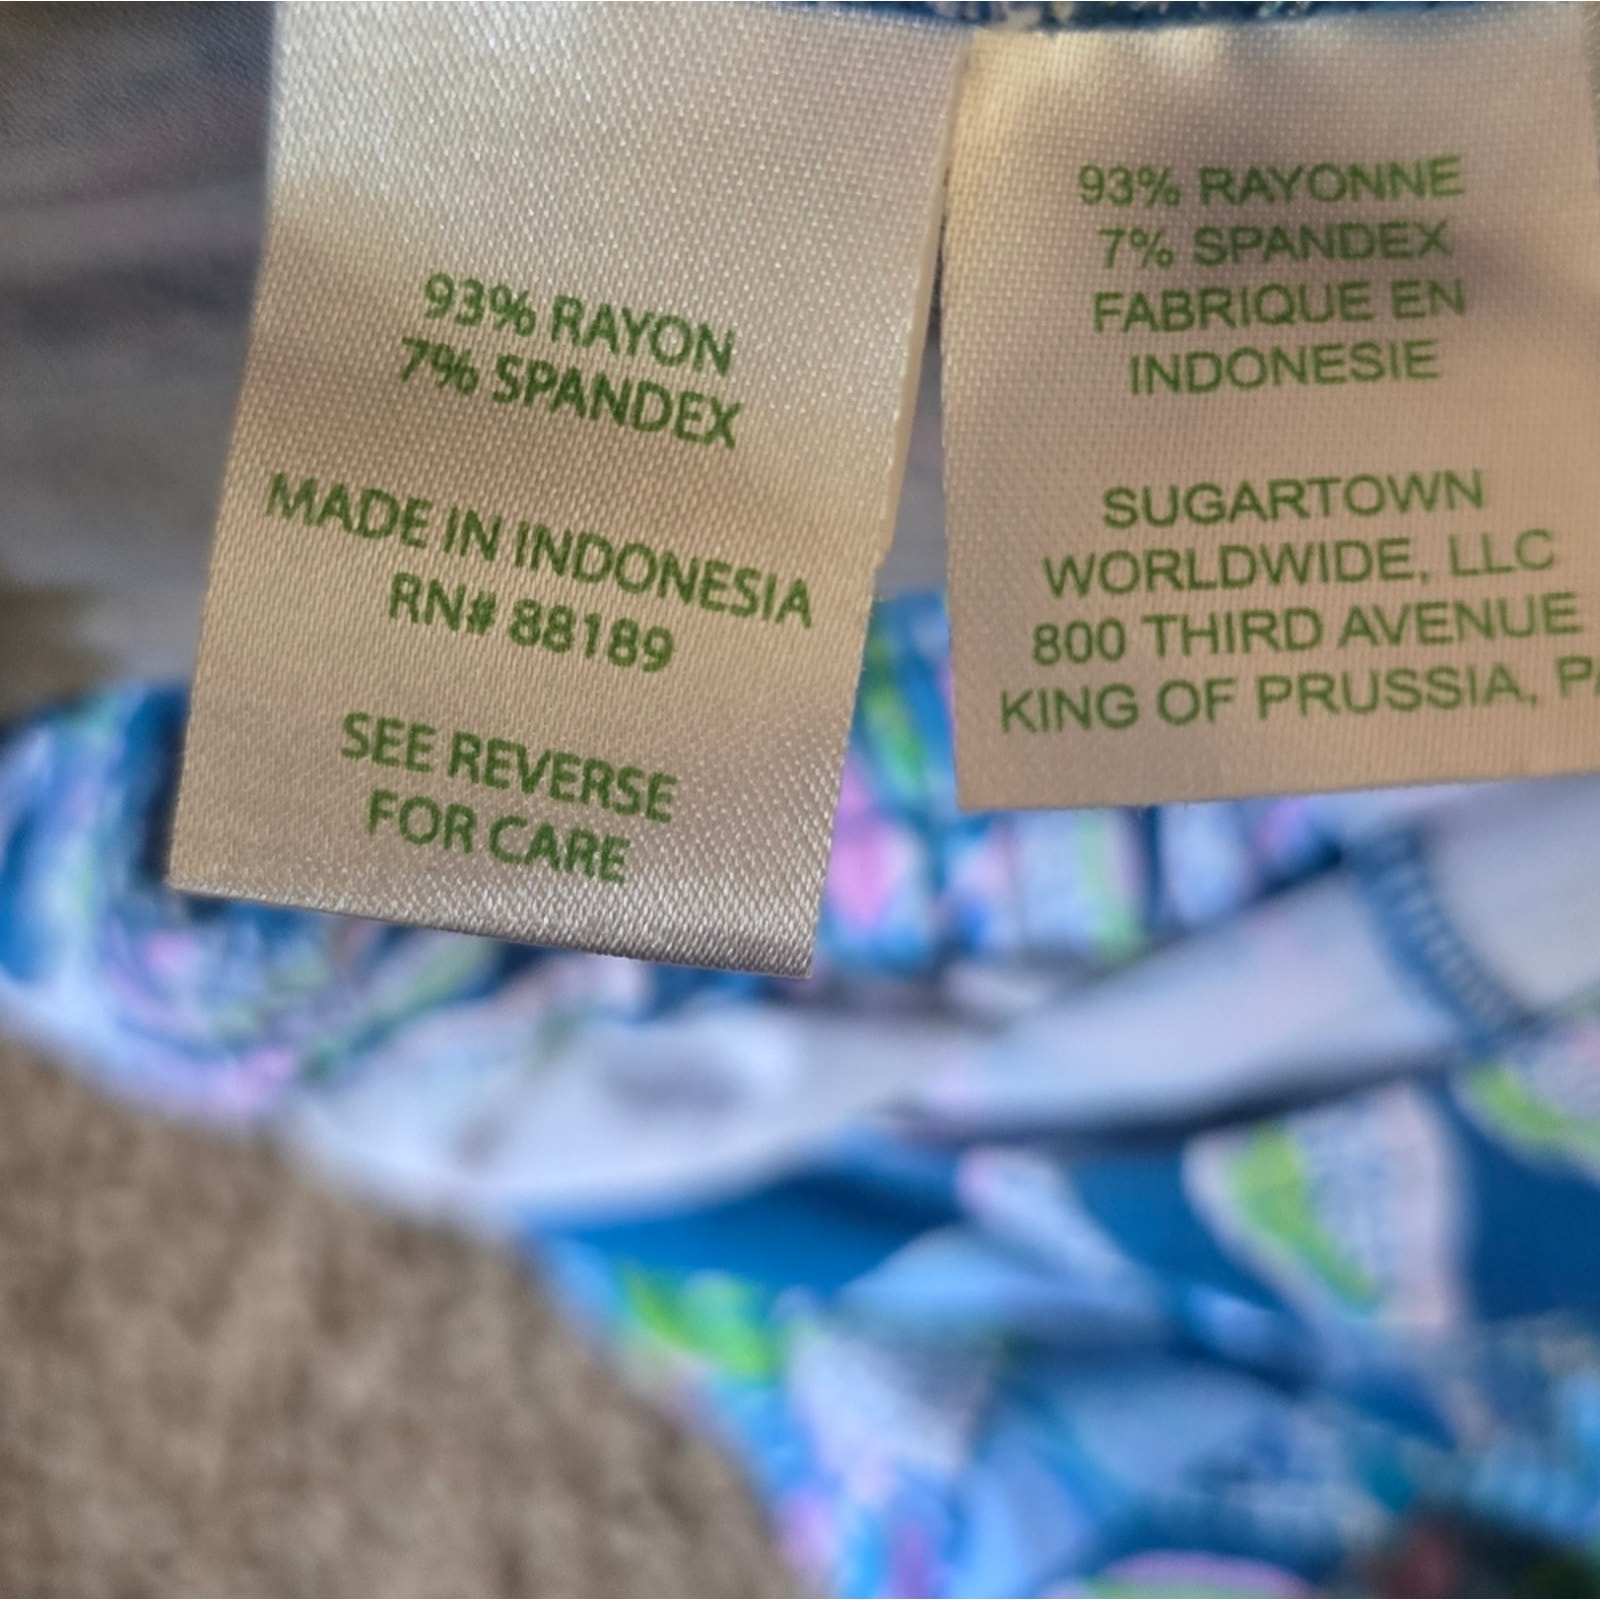 93% RAYON
7% SPANDEX
MADE IN INDONESIA
RN# 88189
SEE REVERSE
FOR CARE
93% RAYONNE
7% SPANDEX
FABRIQUE EN
INDONESIE
SUGARTOWN
WORLDWIDE, LLC
800 THIRD AVENUE
KING OF PRUSSIA, PA